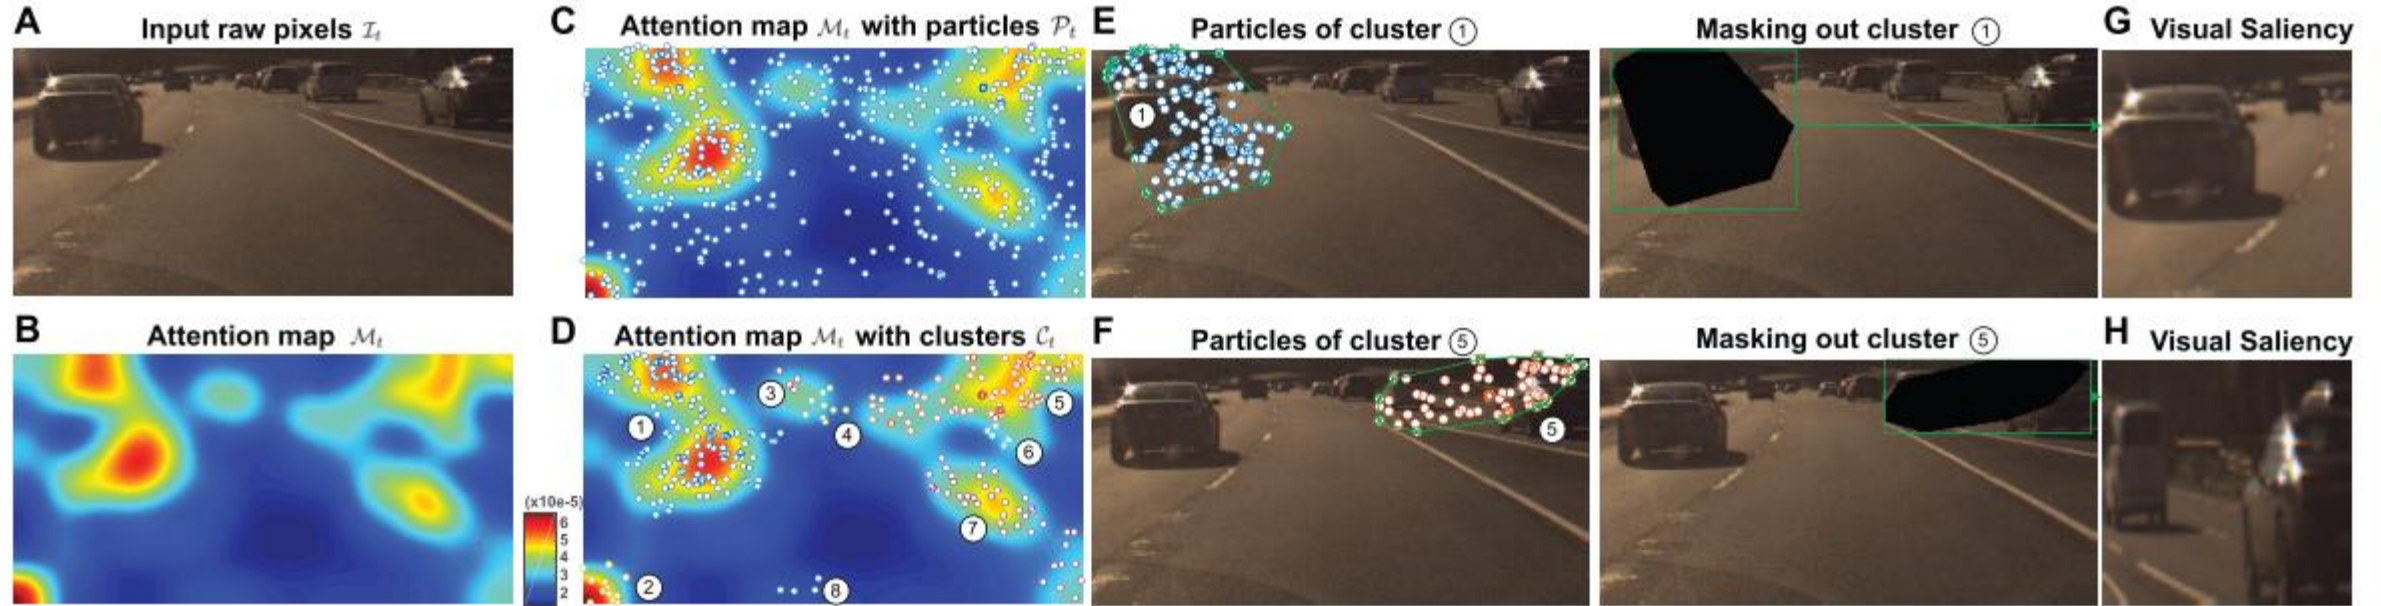 A Input raw pixels ℐt
C Attention map ℳt with particles 𝒫t
E Particles of cluster ①
Masking out cluster ①
G Visual Saliency
1
B Attention map ℳt
D Attention map ℳt with clusters 𝒞t
F Particles of cluster ⑤
Masking out cluster ⑤
H Visual Saliency
3
5
1
4
6
5
7
2
8
(x10e-5)
6
5
4
3
2